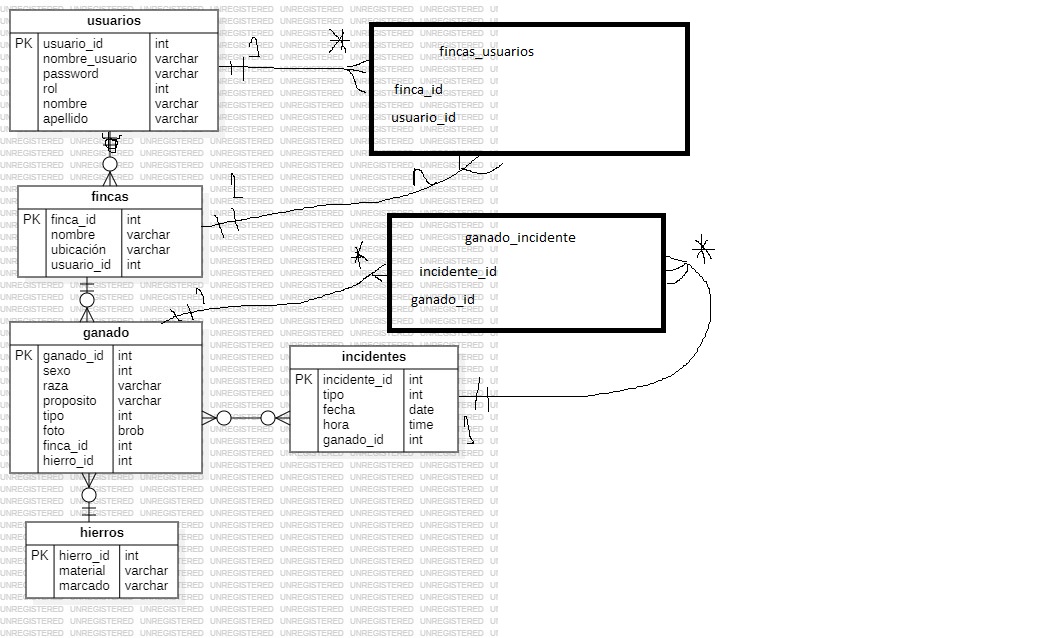 usuarios
PK usuario_id int
nombre_usuario varchar
password varchar
rol int
nombre varchar
apellido varchar
1
*
fincas_usuarios
finca_id
usuario_id
fincas
PK finca_id int
nombre varchar
ubicación varchar
usuario_id int
1
n
ganado_incidente
incidente_id
ganado_id
*
*
ganado
PK ganado_id int
sexo int
raza varchar
proposito varchar
tipo int
foto brob
finca_id int
hierro_id int
incidentes
PK incidente_id int
tipo int
fecha date
hora time
ganado_id int
1
hierros
PK hierro_id int
material varchar
marcado varchar
UNREGISTERED